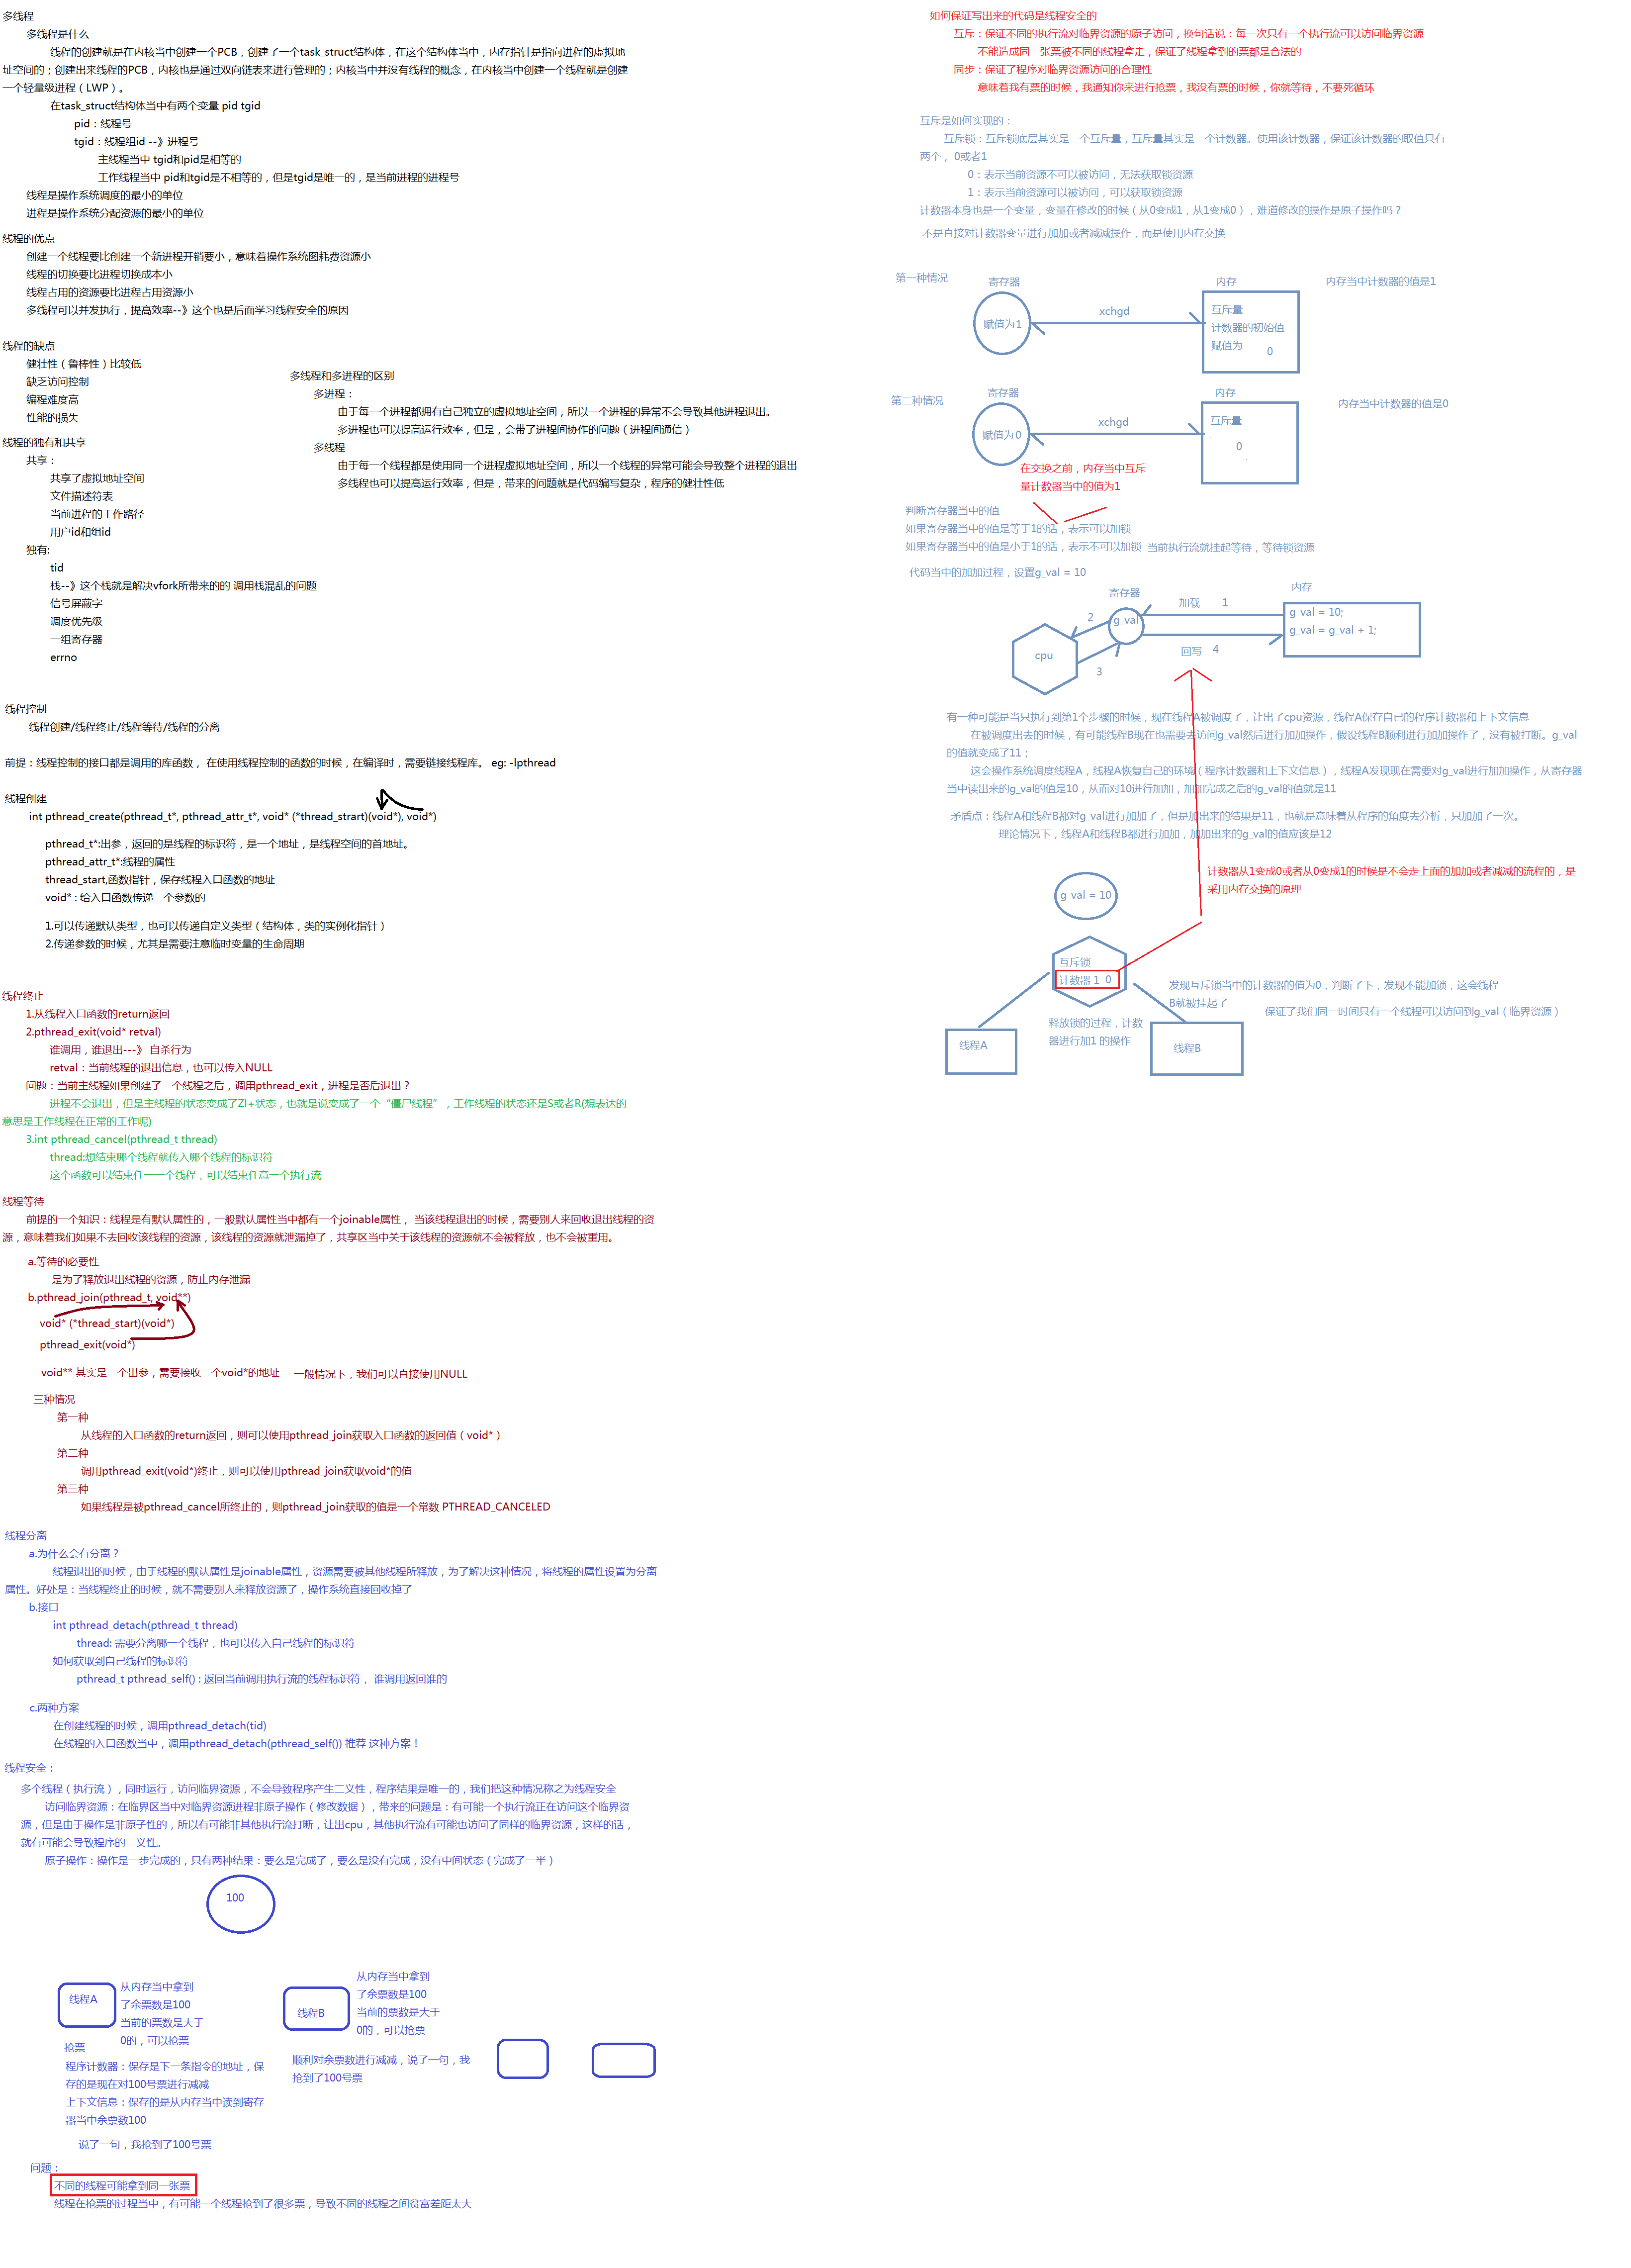 多线程
多线程是什么
线程的创建就是在内核当中创建一个PCB，创建了一个task_struct结构体，在这个结构体当中，内存指针是指向进程的虚拟地
址空间的；创建出来线程的PCB，内核也是通过双向链表来进行管理的；内核当中并没有线程的概念，在内核当中创建一个线程就是创建
一个轻量级进程（LWP）。
在task_struct结构体当中有两个变量 pid tgid
pid：线程号
tgid：线程组id --》进程号
主线程当中 tgid和pid是相等的
工作线程当中 pid和tgid是不相等的，但是tgid是唯一的，是当前进程的进程号
线程是操作系统调度的最小的单位
进程是操作系统分配资源的最小的单位
线程的优点
创建一个线程要比创建一个新进程开销要小，意味着操作系统图耗费资源小
线程的切换要比进程切换成本小
线程占用的资源要比进程占用资源小
多线程可以并发执行，提高效率--》这个也是后面学习线程安全的原因
线程的缺点
健壮性（鲁棒性）比较低
缺乏访问控制
编程难度高
性能的损失
多线程和多进程的区别
多进程：
由于每一个进程都拥有自己独立的虚拟地址空间，所以一个进程的异常不会导致其他进程退出。
多进程也可以提高运行效率，但是，会带了进程间协作的问题（进程间通信）
多线程
由于每一个线程都是使用同一个进程虚拟地址空间，所以一个线程的异常可能会导致整个进程的退出
多线程也可以提高运行效率，但是，带来的问题就是代码编写复杂，程序的健壮性低
线程的独有和共享
共享：
共享了虚拟地址空间
文件描述符表
当前进程的工作路径
用户id和组id
独有:
tid
栈--》这个栈就是解决vfork所带来的的 调用栈混乱的问题
信号屏蔽字
调度优先级
一组寄存器
errno
线程控制
线程创建/线程终止/线程等待/线程的分离
前提：线程控制的接口都是调用的库函数， 在使用线程控制的函数的时候，在编译时，需要链接线程库。 eg: -lpthread
线程创建
int pthread_create(pthread_t*, pthread_attr_t*, void* (*thread_strart)(void*), void*)
pthread_t*:出参，返回的是线程的标识符，是一个地址，是线程空间的首地址。
pthread_attr_t*:线程的属性
thread_start,函数指针，保存线程入口函数的地址
void* : 给入口函数传递一个参数的
1.可以传递默认类型，也可以传递自定义类型（结构体，类的实例化指针）
2.传递参数的时候，尤其是需要注意临时变量的生命周期
线程终止
1.从线程入口函数的return返回
2.pthread_exit(void* retval)
谁调用，谁退出---》 自杀行为
retval：当前线程的退出信息，也可以传入NULL
问题：当前主线程如果创建了一个线程之后，调用pthread_exit，进程是否后退出？
进程不会退出，但是主线程的状态变成了Zl+状态，也就是说变成了一个“僵尸线程”，工作线程的状态还是S或者R(想表达的
意思是工作线程在正常的工作呢)
3.int pthread_cancel(pthread_t thread)
thread:想结束哪个线程就传入哪个线程的标识符
这个函数可以结束任一一个线程，可以结束任意一个执行流
线程等待
前提的一个知识：线程是有默认属性的，一般默认属性当中都有一个joinable属性， 当该线程退出的时候，需要别人来回收退出线程的资
源，意味着我们如果不去回收该线程的资源，该线程的资源就泄漏掉了，共享区当中关于该线程的资源就不会被释放，也不会被重用。
a.等待的必要性
是为了释放退出线程的资源，防止内存泄漏
b.pthread_join(pthread_t, void**)
void* (*thread_start)(void*)
pthread_exit(void*)
void** 其实是一个出参，需要接收一个void*的地址 一般情况下，我们可以直接使用NULL
三种情况
第一种
从线程的入口函数的return返回，则可以使用pthread_join获取入口函数的返回值（void*）
第二种
调用pthread_exit(void*)终止，则可以使用pthread_join获取void*的值
第三种
如果线程是被pthread_cancel所终止的，则pthread_join获取的值是一个常数 PTHREAD_CANCELED
线程分离
a.为什么会有分离？
线程退出的时候，由于线程的默认属性是joinable属性，资源需要被其他线程所释放，为了解决这种情况，将线程的属性设置为分离
属性。好处是：当线程终止的时候，就不需要别人来释放资源了，操作系统直接回收掉了
b.接口
int pthread_detach(pthread_t thread)
thread: 需要分离哪一个线程，也可以传入自己线程的标识符
如何获取到自己线程的标识符
pthread_t pthread_self() : 返回当前调用执行流的线程标识符， 谁调用返回谁的
c.两种方案
在创建线程的时候，调用pthread_detach(tid)
在线程的入口函数当中，调用pthread_detach(pthread_self()) 推荐 这种方案！
线程安全：
多个线程（执行流），同时运行，访问临界资源，不会导致程序产生二义性，程序结果是唯一的，我们把这种情况称之为线程安全
访问临界资源：在临界区当中对临界资源进程非原子操作（修改数据），带来的问题是：有可能一个执行流正在访问这个临界资
源，但是由于操作是非原子性的，所以有可能非其他执行流打断，让出cpu，其他执行流有可能也访问了同样的临界资源，这样的话，
就有可能会导致程序的二义性。
原子操作：操作是一步完成的，只有两种结果：要么是完成了，要么是没有完成，没有中间状态（完成了一半）
100
线程A
从内存当中拿到
了余票数是100
当前的票数是大于
0的，可以抢票
抢票
程序计数器：保存是下一条指令的地址，保
存的是现在对100号票进行减减
上下文信息：保存的是从内存当中读到寄存
器当中余票数100
说了一句，我抢到了100号票
线程B
从内存当中拿到
了余票数是100
当前的票数是大于
0的，可以抢票
顺利对余票数进行减减，说了一句，我
抢到了100号票
问题：
不同的线程可能拿到同一张票
线程在抢票的过程当中，有可能一个线程抢到了很多票，导致不同的线程之间贫富差距太大
如何保证写出来的代码是线程安全的
互斥：保证不同的执行流对临界资源的原子访问，换句话说：每一次只有一个执行流可以访问临界资源
不能造成同一张票被不同的线程拿走，保证了线程拿到的票都是合法的
同步：保证了程序对临界资源访问的合理性
意味着我有票的时候，我通知你来进行抢票，我没有票的时候，你就等待，不要死循环
互斥是如何实现的：
互斥锁：互斥锁底层其实是一个互斥量，互斥量其实是一个计数器。使用该计数器，保证该计数器的取值只有
两个， 0或者1
0：表示当前资源不可以被访问，无法获取锁资源
1：表示当前资源可以被访问，可以获取锁资源
计数器本身也是一个变量，变量在修改的时候（从0变成1，从1变成0），难道修改的操作是原子操作吗？
不是直接对计数器变量进行加加或者减减操作，而是使用内存交换
第一种情况
寄存器
赋值为1
xchgd
内存
互斥量
计数器的初始值
赋值为
0
内存当中计数器的值是1
第二种情况
寄存器
赋值为0
xchgd
内存
互斥量
0
内存当中计数器的值是0
在交换之前，内存当中互斥
量计数器当中的值为1
判断寄存器当中的值
如果寄存器当中的值是等于1的话，表示可以加锁
如果寄存器当中的值是小于1的话，表示不可以加锁 当前执行流就挂起等待，等待锁资源
代码当中的加加过程，设置g_val = 10
寄存器
g_val
cpu
2
3
加载 1
回写 4
内存
g_val = 10;
g_val = g_val + 1;
有一种可能是当只执行到第1个步骤的时候，现在线程A被调度了，让出了cpu资源，线程A保存自已的程序计数器和上下文信息
在被调度出去的时候，有可能线程B现在也需要去访问g_val然后进行加加操作，假设线程B顺利进行加加操作了，没有被打断。g_val
的值就变成了11；
这会操作系统调度线程A，线程A恢复自己的环境（程序计数器和上下文信息），线程A发现现在需要对g_val进行加加操作，从寄存器
当中读出来的g_val的值是10，从而对10进行加加，加加完成之后的g_val的值就是11
矛盾点：线程A和线程B都对g_val进行加加了，但是加出来的结果是11，也就是意味着从程序的角度去分析，只加加了一次。
理论情况下，线程A和线程B都进行加加，加加出来的g_val的值应该是12
计数器从1变成0或者从0变成1的时候是不会走上面的加加或者减减的流程的，是
采用内存交换的原理
g_val = 10
互斥锁
计数器 1 0
线程A
释放锁的过程，计数
器进行加1 的操作
线程B
发现互斥锁当中的计数器的值为0，判断了下，发现不能加锁，这会线程
B就被挂起了
保证了我们同一时间只有一个线程可以访问到g_val（临界资源）